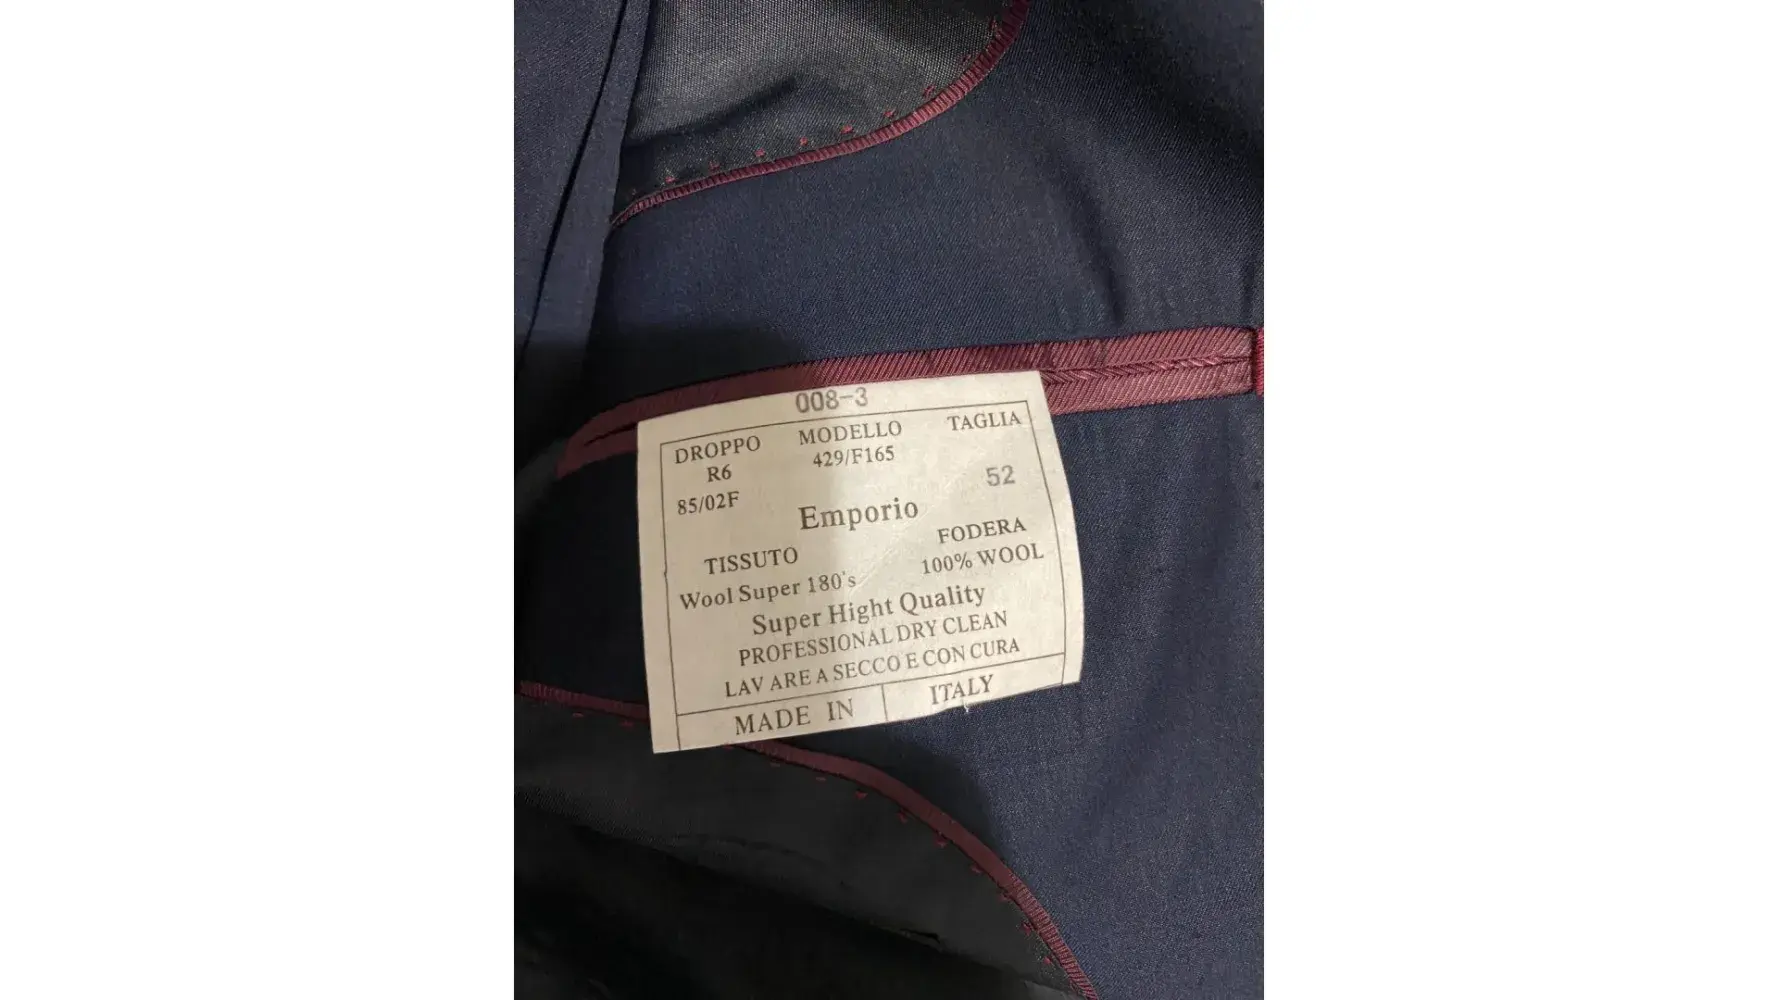 008-3
DROPPO MODELLO TAGLIA
R6 429/F165
85/02F 52
Emporio
TISSUTO FODERA
Wool Super 180's 100% WOOL
Super Hight Quality
PROFESSIONAL DRY CLEAN
LAV ARE A SECCO E CON CURA
MADE IN ITALY